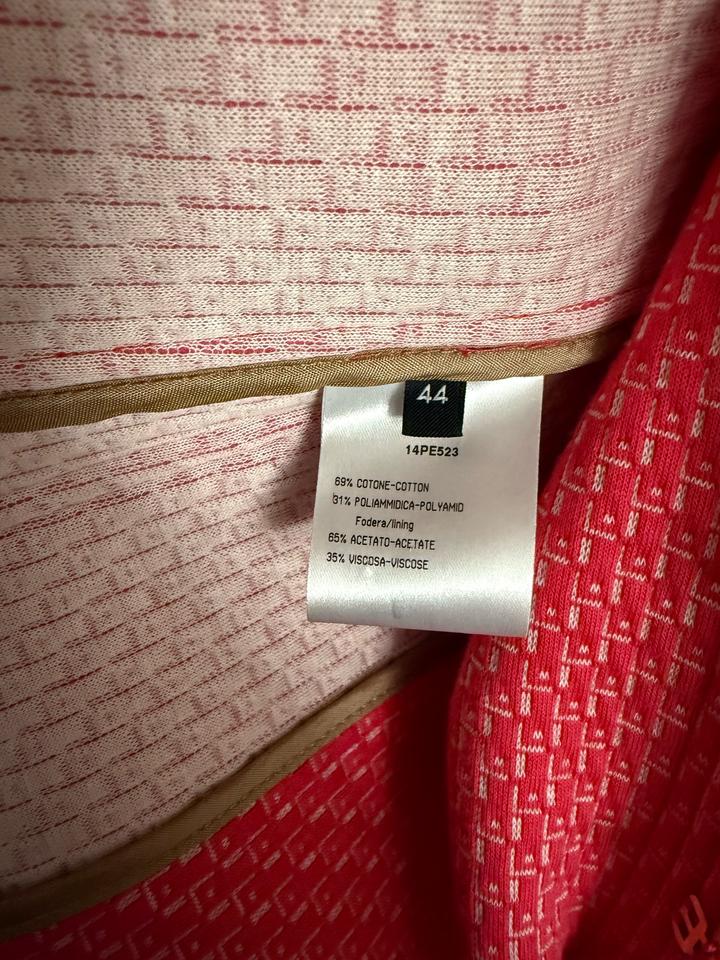 44
14PE523
69% COTONE-COTTON
31% POLIAMMIDICA-POLYAMID
Fodera/lining
65% ACETATO-ACETATE
35% VISCOSA-VISCOSE